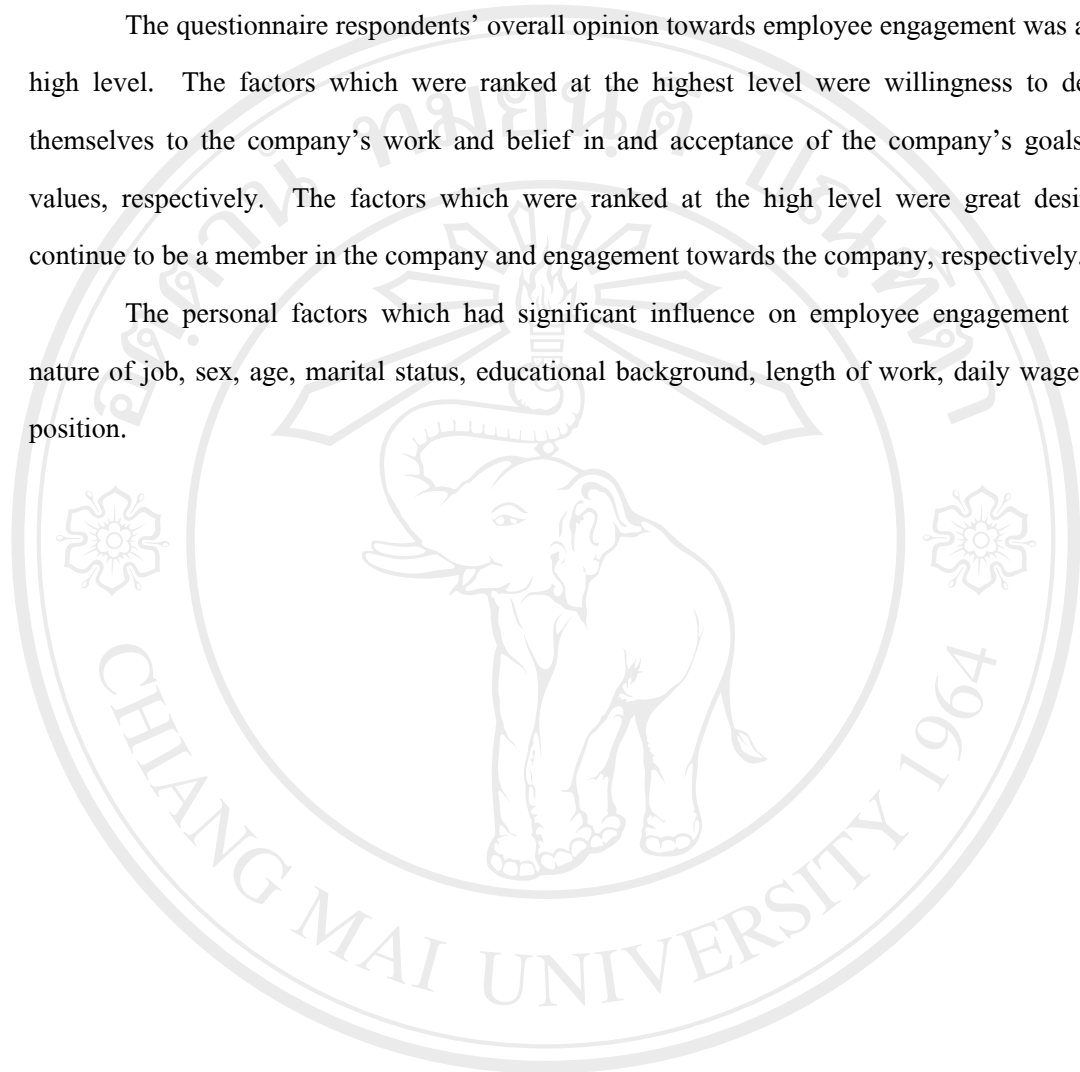 The questionnaire respondents’ overall opinion towards employee engagement was a
high level. The factors which were ranked at the highest level were willingness to de
themselves to the company’s work and belief in and acceptance of the company’s goals
values, respectively. The factors which were ranked at the high level were great desi
continue to be a member in the company and engagement towards the company, respectively.
The personal factors which had significant influence on employee engagement
nature of job, sex, age, marital status, educational background, length of work, daily wage
position.
CHIANG MAI UNIVERSITY 1964